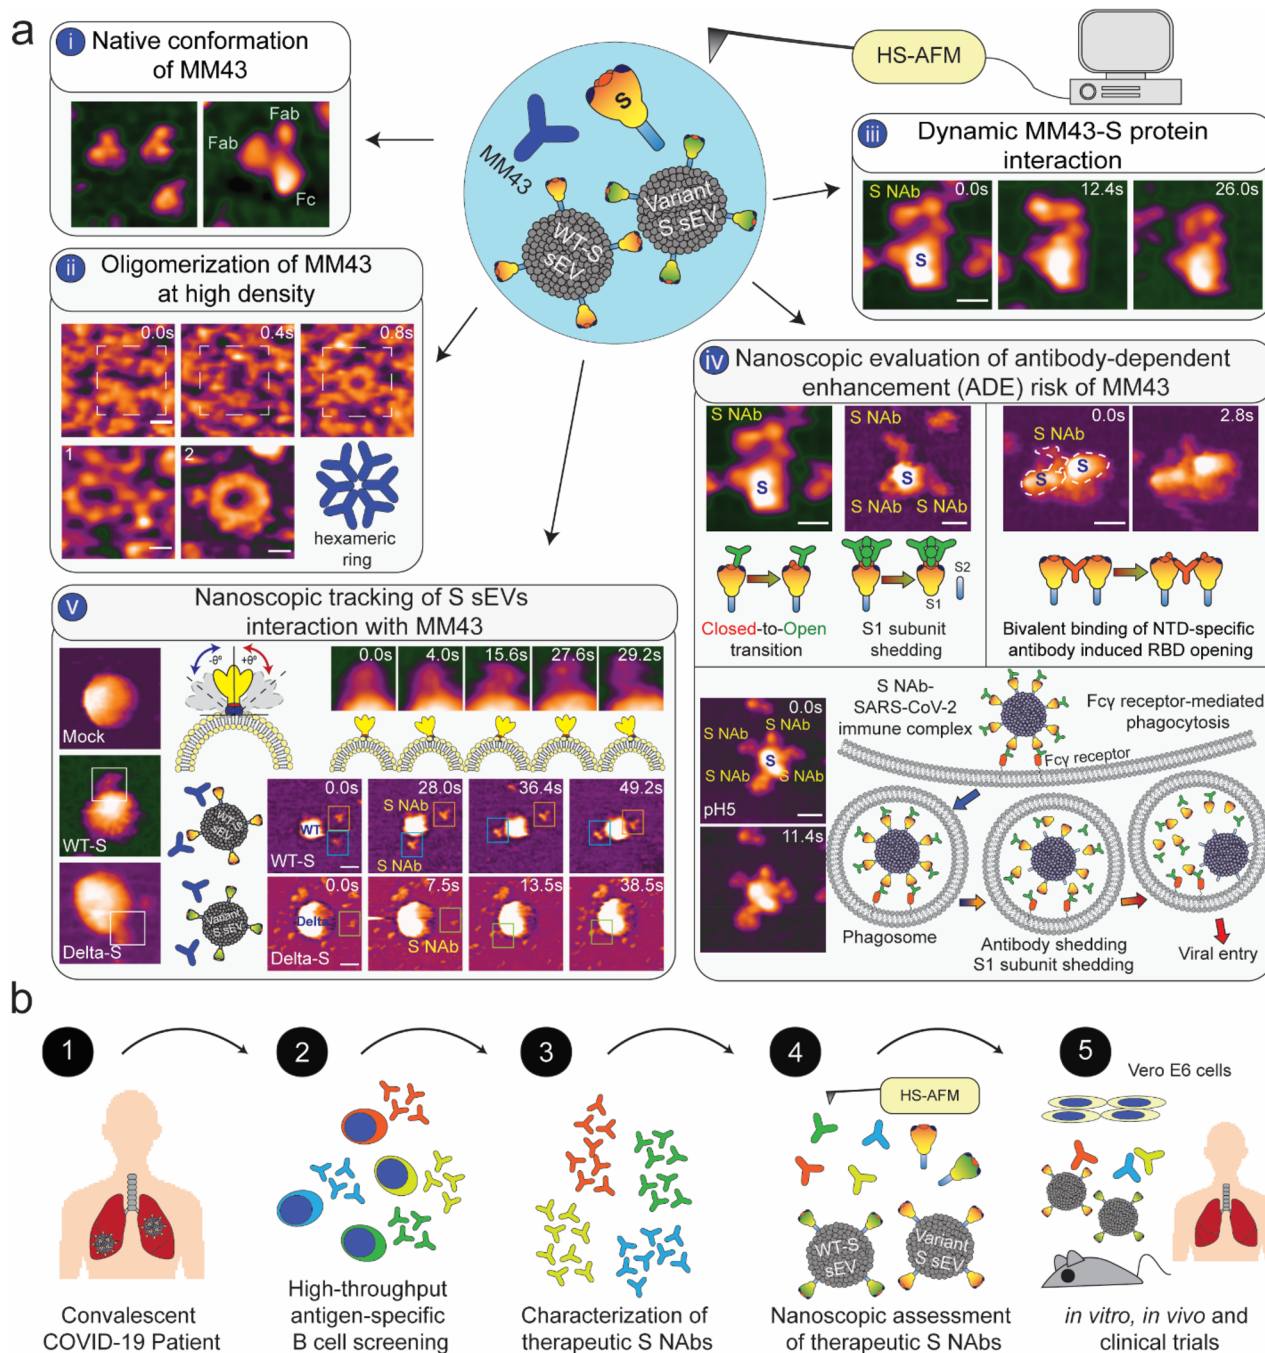 a
i
Native conformation
of MM43
Fab
Fab
Fc
MM43
S
WT-S
sEV
Variant
S sEV
HS-AFM
iii
Dynamic MM43-S protein
interaction
S NAb
0.0s
12.4s
26.0s
S
ii
Oligomerization of MM43
at high density
0.0s
0.4s
0.8s
1
2
hexameric
ring
iv
Nanoscopic evaluation of antibody-dependent
enhancement (ADE) risk of MM43
S NAb
S
S NAb
S
S NAb
S NAb
0.0s
S NAb
S
S
2.8s
S2
S1
Closed-to-Open
transition
S1 subunit
shedding
Bivalent binding of NTD-specific
antibody induced RBD opening
0.0s
S NAb
S NAb
S
S NAb
S NAb
pH5
11.4s
S NAb-
SARS-CoV-2
immune complex
Fcγ receptor-mediated
phagocytosis
Fcγ receptor
Phagosome
Antibody shedding
S1 subunit shedding
Viral entry
v
Nanoscopic tracking of S sEVs
interaction with MM43
Mock
WT-S
Delta-S
-θ°
+θ°
0.0s
4.0s
15.6s
27.6s
29.2s
WT-S
sEV
0.0s
WT
WT-S
28.0s
S NAb
S NAb
36.4s
49.2s
Variant
S sEV
0.0s
Delta
Delta-S
7.5s
S NAb
13.5s
38.5s
b
1
2
3
4
5
HS-AFM
Vero E6 cells
WT-S
sEV
Variant
S sEV
Convalescent
COVID-19 Patient
High-throughput
antigen-specific
B cell screening
Characterization of
therapeutic S NAbs
Nanoscopic assessment
of therapeutic S NAbs
in vitro, in vivo and
clinical trials